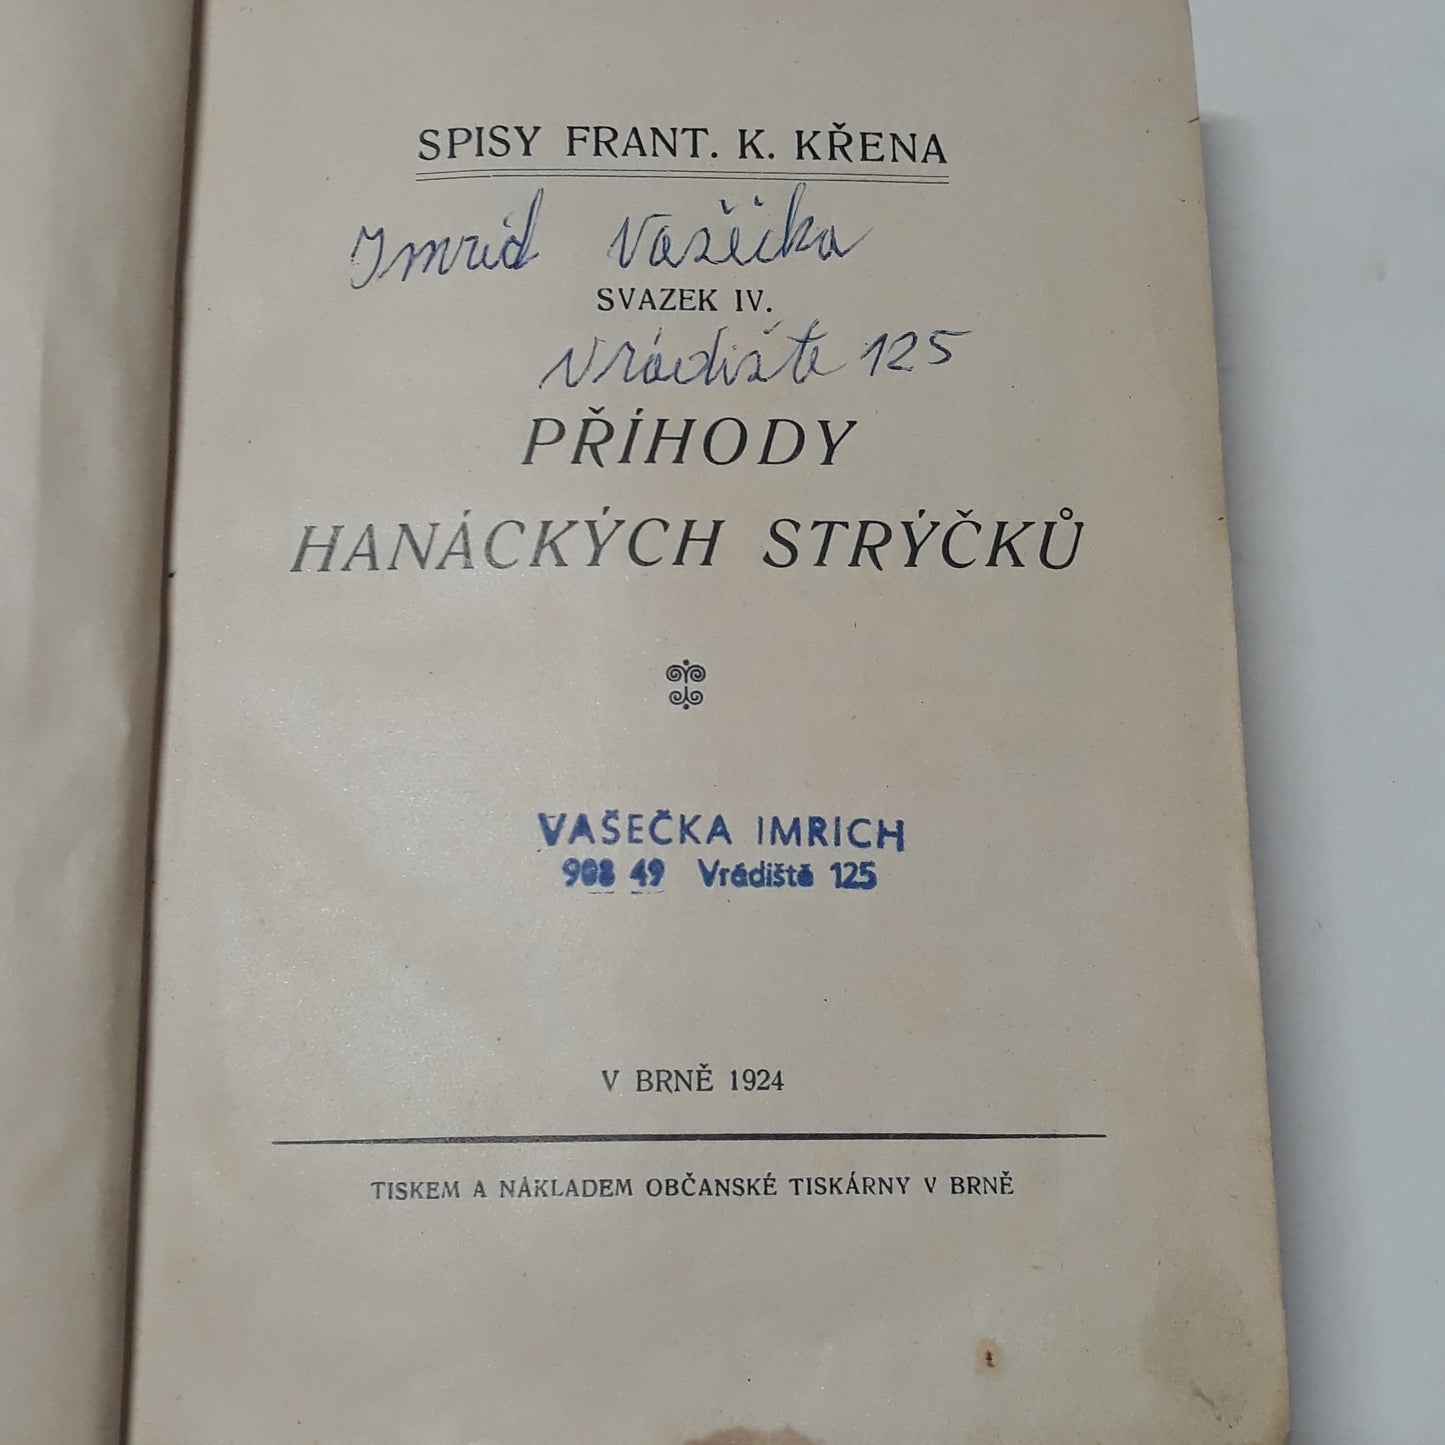 SPISY FRANT. K. KŘENA
Imrich Vašečka
SVAZEK IV.
Vrádište 125
PŘÍHODY
HANÁCKÝCH STRÝČKŮ
VAŠEČKA IMRICH
908 49 Vrádiště 125
V BRNĚ 1924
TISKEM A NÁKLADEM OBČANSKÉ TISKÁRNY V BRNĚ